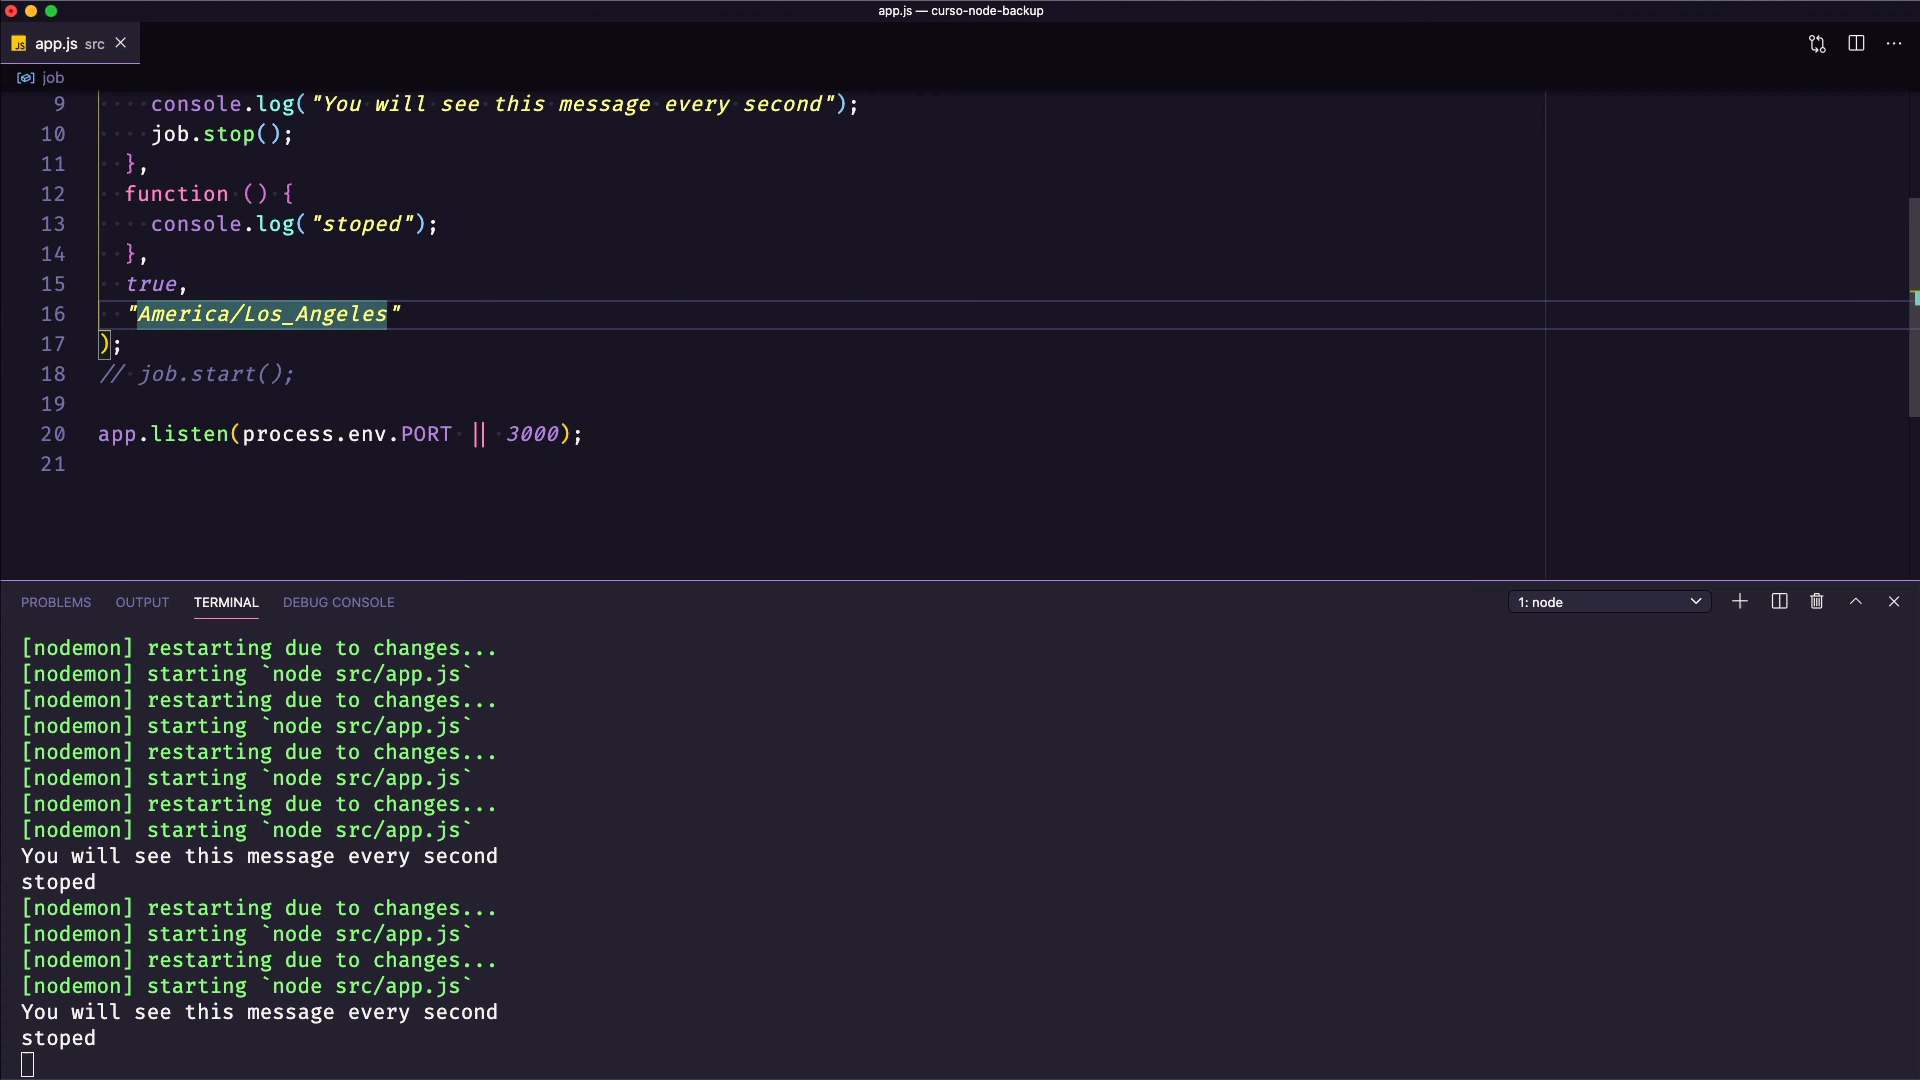 app.js — curso-node-backup
JS app.js src
job
9 console.log("You will see this message every second");
10 job.stop();
11 },
12 function () {
13 console.log("stoped");
14 },
15 true,
16 "America/Los_Angeles"
17 );
18 // job.start();
19
20 app.listen(process.env.PORT || 3000);
21
PROBLEMS OUTPUT TERMINAL DEBUG CONSOLE 1: node
[nodemon] restarting due to changes...
[nodemon] starting `node src/app.js`
[nodemon] restarting due to changes...
[nodemon] starting `node src/app.js`
[nodemon] restarting due to changes...
[nodemon] starting `node src/app.js`
[nodemon] restarting due to changes...
[nodemon] starting `node src/app.js`
You will see this message every second
stoped
[nodemon] restarting due to changes...
[nodemon] starting `node src/app.js`
[nodemon] restarting due to changes...
[nodemon] starting `node src/app.js`
You will see this message every second
stoped